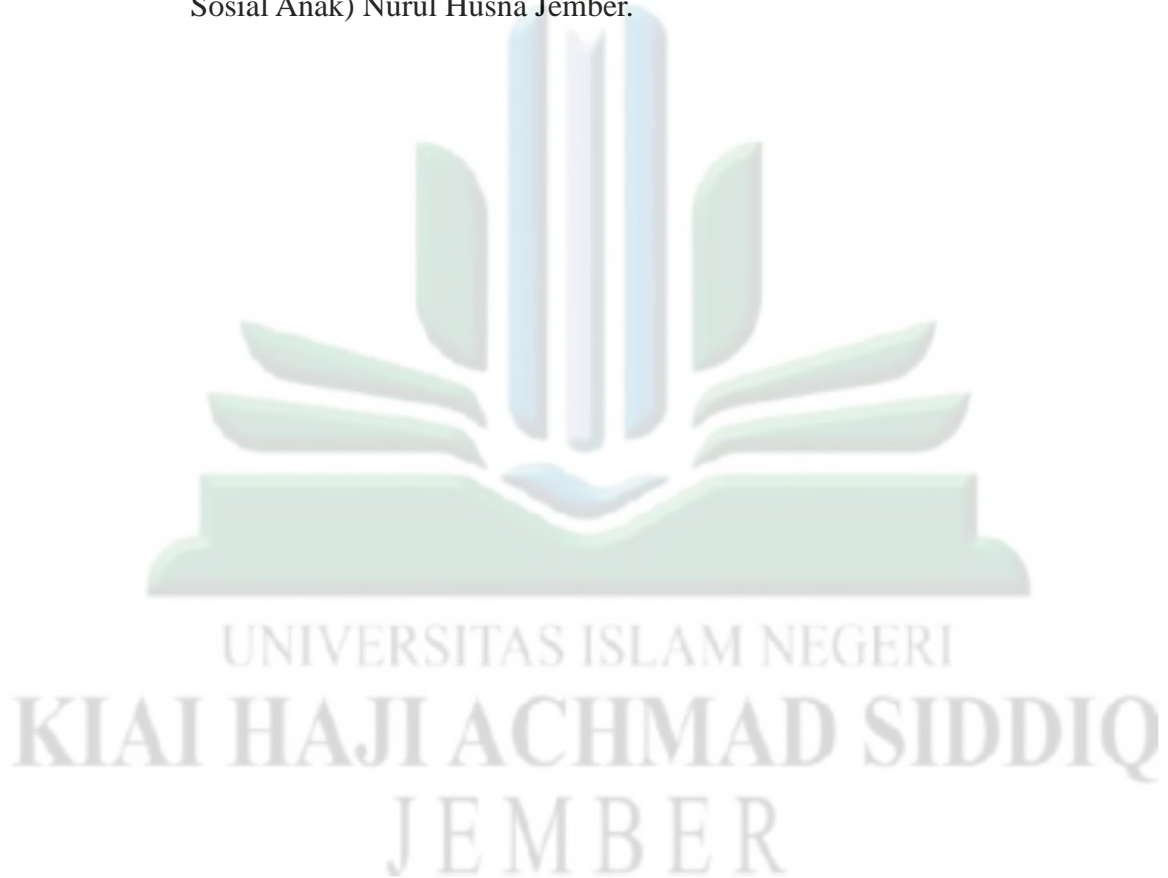 Sosial Anak) Nurul Husna Jember.
UNIVERSITAS ISLAM NEGERI
KIAI HAJI ACHMAD SIDDIQ
JEMBER